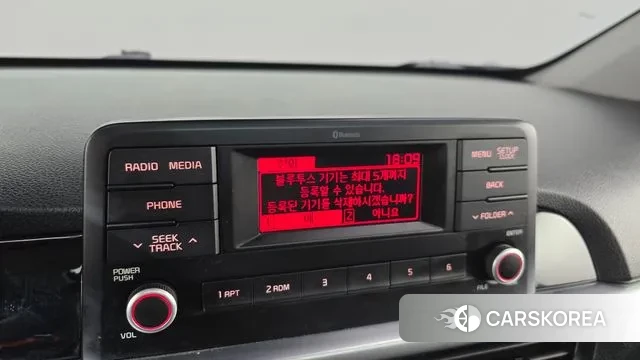 Bluetooth
RADIO MEDIA
PHONE
SEEK
TRACK
POWER
PUSH
VOL
18:09
블루투스 기기는 최대 5개까지
등록할 수 있습니다.
등록된 기기를 삭제하시겠습니까?
예 2 아니요
MENU SETUP
CLOCK
BACK
FOLDER
ENTER
FILE
1 RPT 2 RDM 3 4 5 6
CARSKOREA